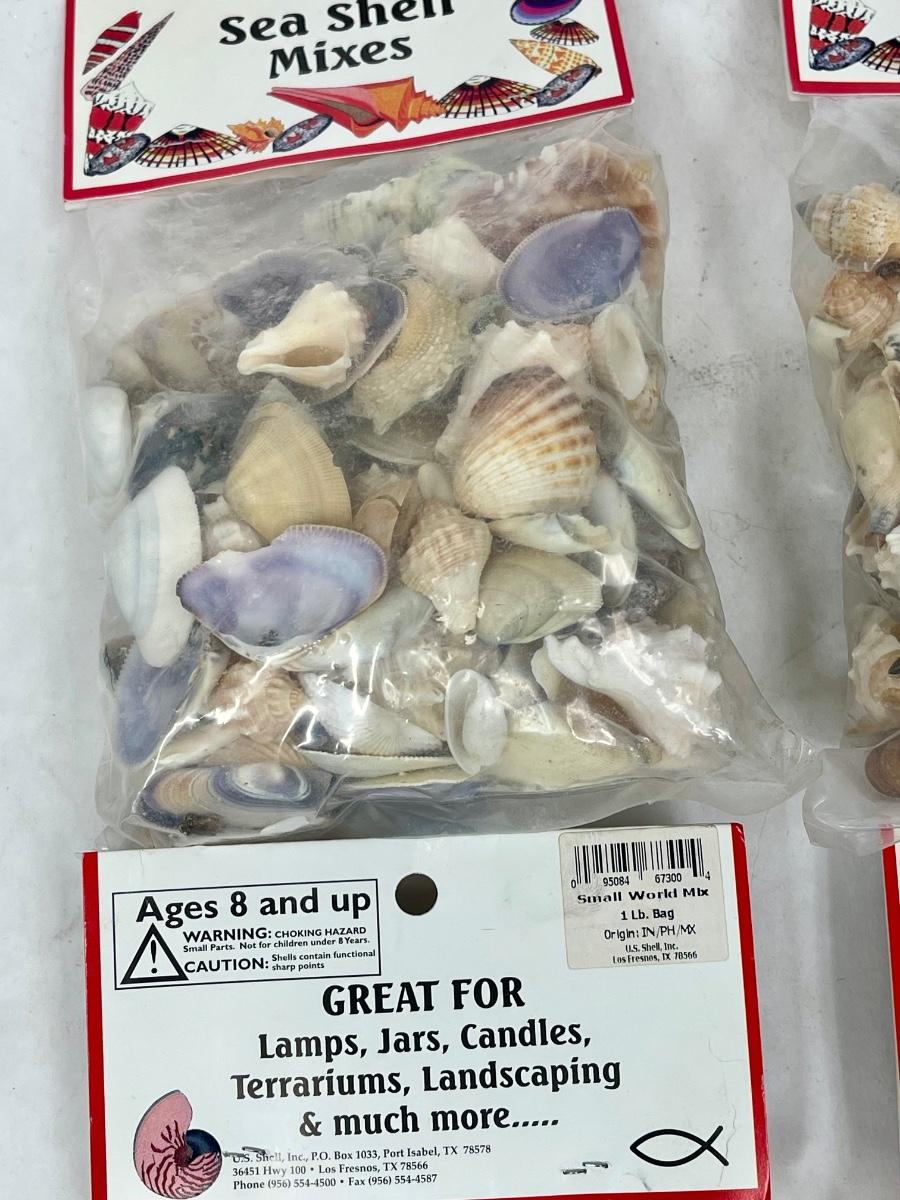 Sea Shell
Mixes
Ages 8 and up
WARNING: CHOKING HAZARD
Small Parts. Not for children under 8 Years.
CAUTION: Shells contain functional
sharp points
0 95084 67300 4
Small World Mix
1 Lb. Bag
Origin: IN/PH/MX
U.S. Shell, Inc.
Los Fresnos, TX 78566
GREAT FOR
Lamps, Jars, Candles,
Terrariums, Landscaping
& much more.....
U.S. Shell, Inc., P.O. Box 1033, Port Isabel, TX 78578
36451 Hwy 100 • Los Fresnos, TX 78566
Phone (956) 554-4500 • Fax (956) 554-4587